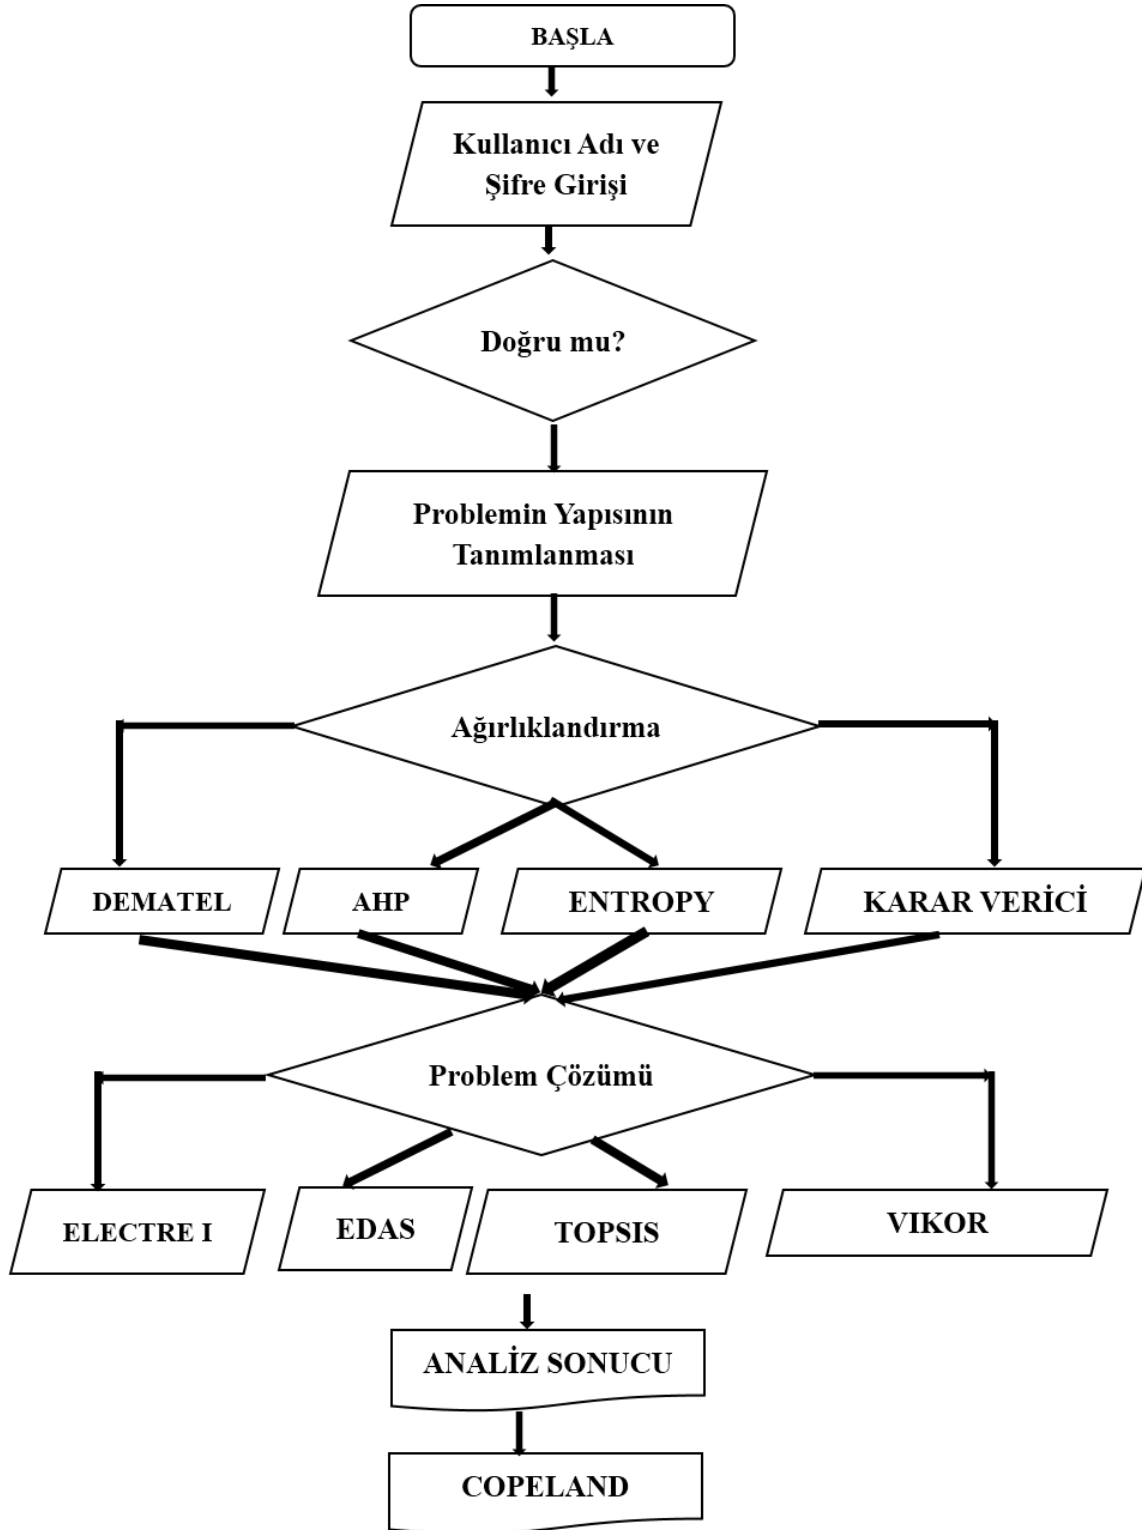 BAŞLA
Kullanıcı Adı ve
Şifre Girişi
Doğru mu?
Problemin Yapısının
Tanımlanması
Ağırlıklandırma
DEMATEL
AHP
ENTROPY
KARAR VERİCİ
Problem Çözümü
ELECTRE I
EDAS
TOPSIS
VIKOR
ANALİZ SONUCU
COPELAND